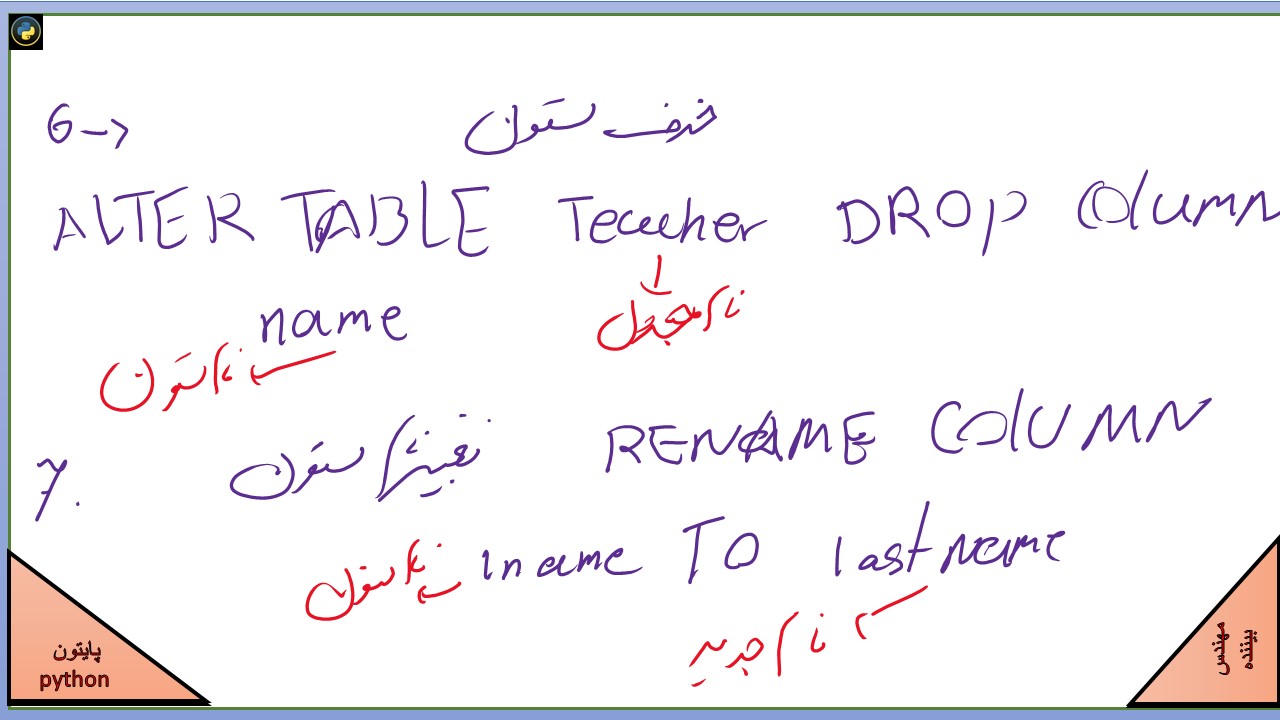 6 → حذف ستون
ALTER TABLE Teacher DROP COLUMN
name
نام جدول
نام ستون
7. تغییر نام ستون RENAME COLUMN
lname TO lastname
نام ستون
نام جدید
پایتون
python
مهندس
بیننده